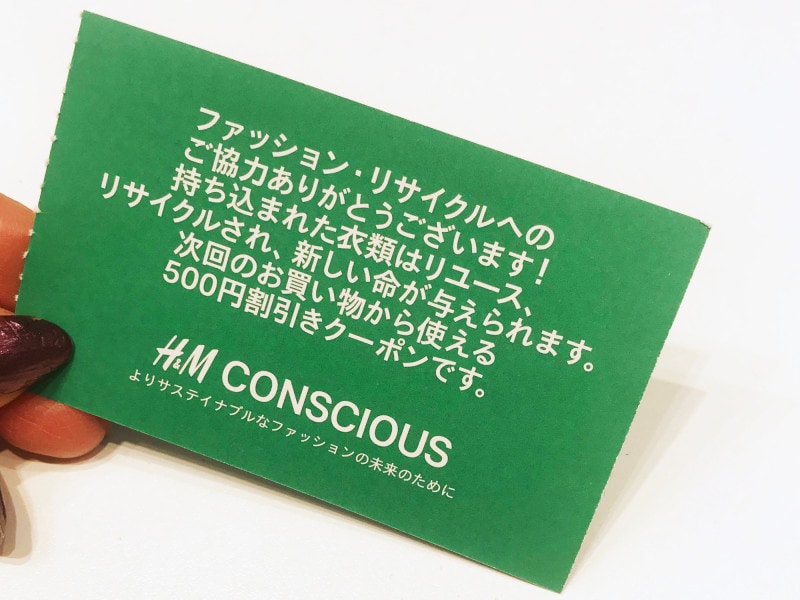 ファッション・リサイクルへの
ご協力ありがとうございます!
持ち込まれた衣類はリユース、
リサイクルされ、新しい命が与えられます。
次回のお買い物から使える
500円割引きクーポンです。
H&M CONSCIOUS
よりサステイナブルなファッションの未来のために